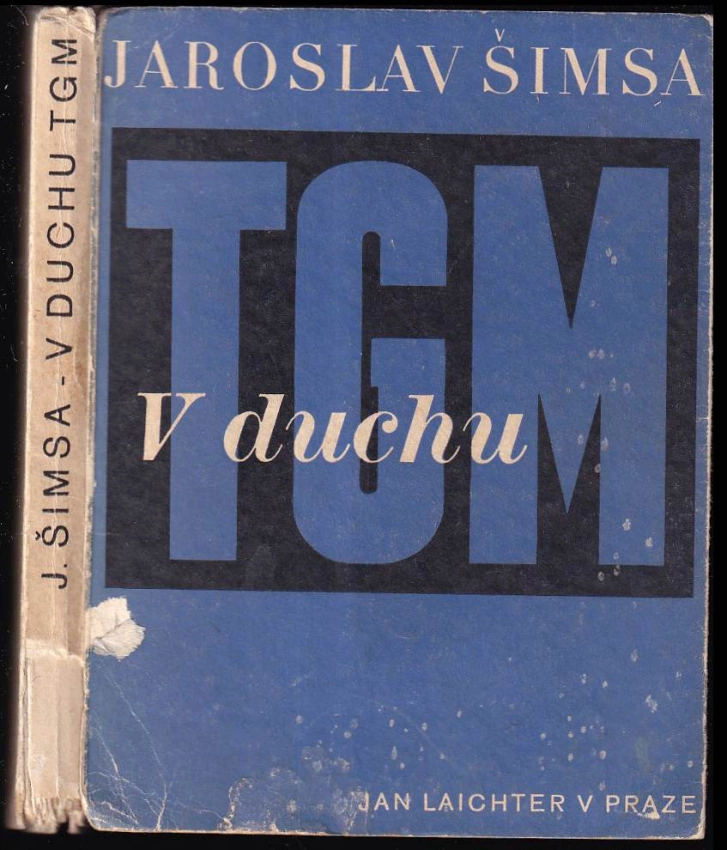 J. ŠIMSA - V DUCHU TGM
JAROSLAV ŠIMSA
TGM
V duchu
JAN LAICHTER V PRAZE